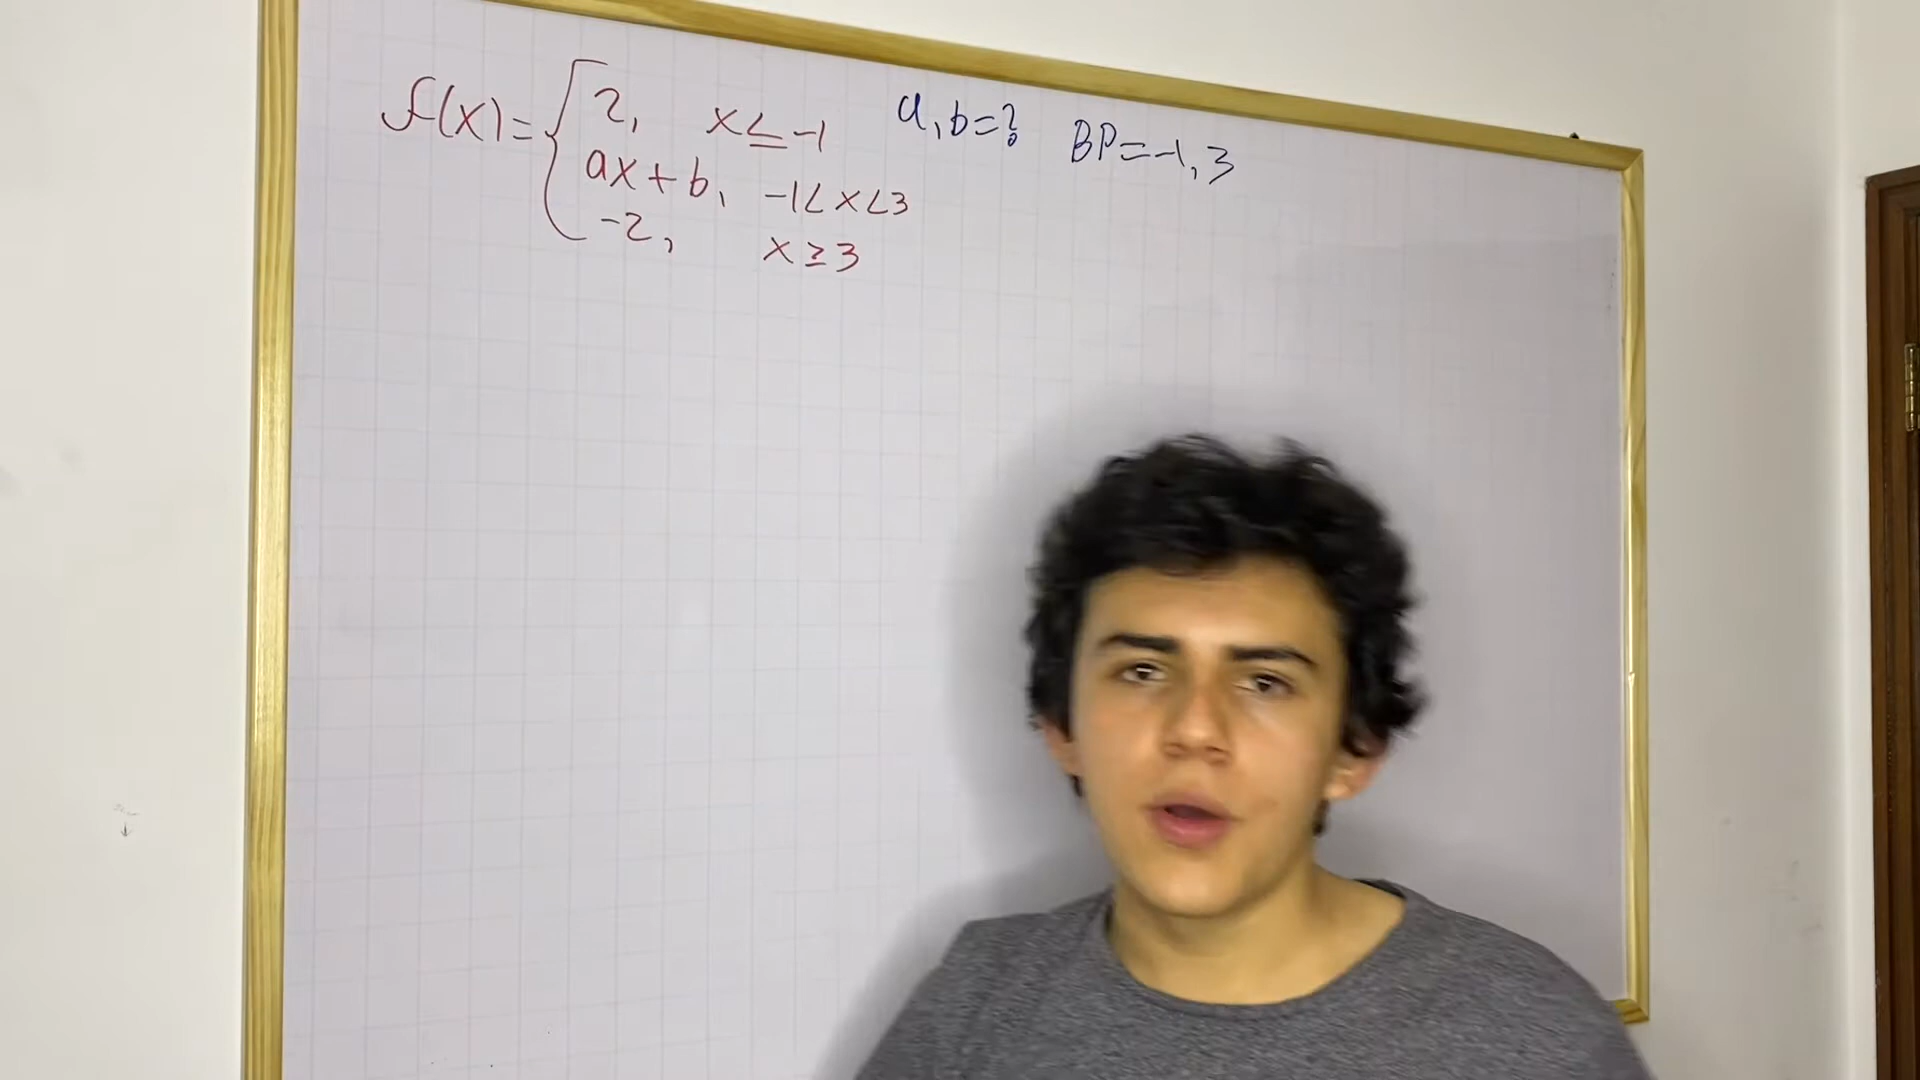 f(x) = { 2, x ≤ -1
ax + b, -1 < x < 3
-2, x ≥ 3
a, b = ?
BP = -1, 3